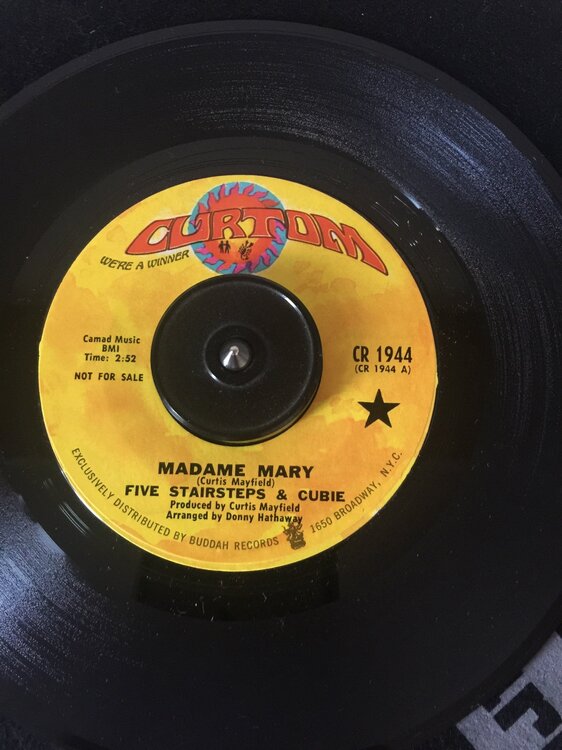 CURTOM
WE'RE A WINNER
Camad Music
BMI
Time: 2:52
NOT FOR SALE
CR 1944
(CR 1944 A)
MADAME MARY
(Curtis Mayfield)
FIVE STAIRSTEPS & CUBIE
Produced by Curtis Mayfield
Arranged by Donny Hathaway
EXCLUSIVELY DISTRIBUTED BY BUDDAH RECORDS 1650 BROADWAY, N.Y.C.